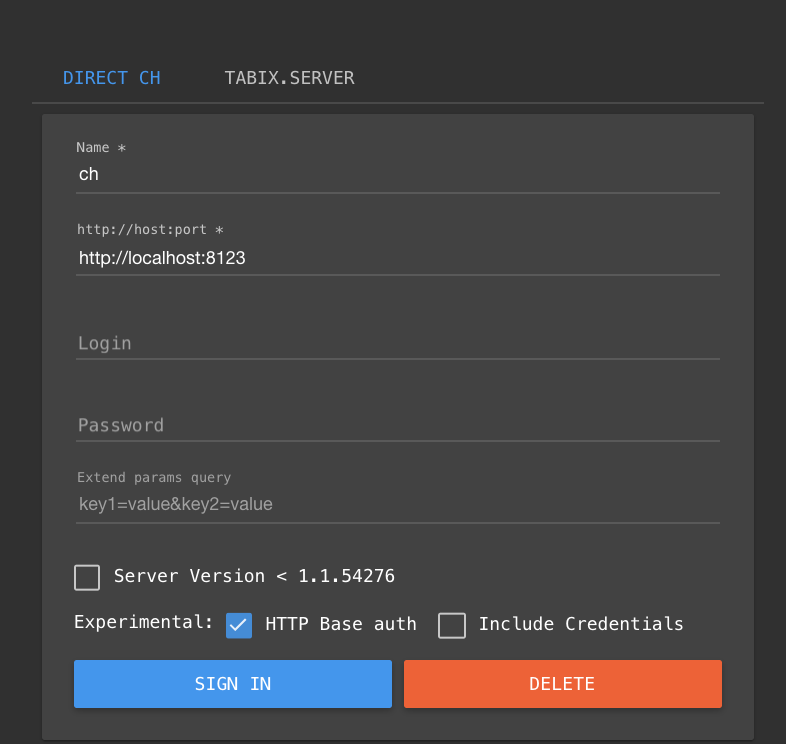 DIRECT CH TABIX.SERVER
Name *
ch
http://host:port *
http://localhost:8123
Login
Password
Extend params query
key1=value&key2=value
Server Version < 1.1.54276
Experimental: HTTP Base auth Include Credentials
SIGN IN DELETE